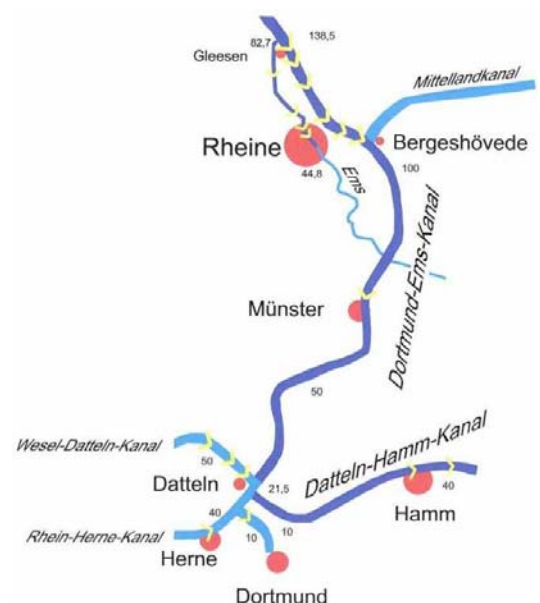 138,5
82,7
Gleesen
Mittellandkanal
Rheine
Bergeshövede
44,8
Ems
100
Dortmund-Ems-Kanal
Münster
50
Wesel-Datteln-Kanal
50
Datteln-Hamm-Kanal
Datteln
21,5
40
40
Hamm
Rhein-Herne-Kanal
10
10
Herne
Dortmund